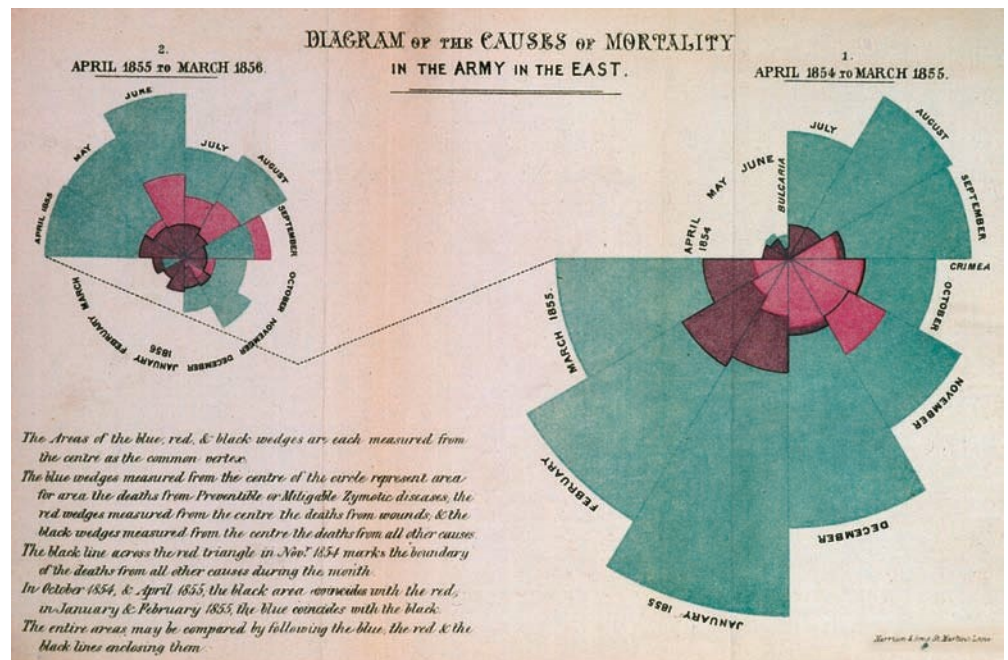 DIAGRAM OF THE CAUSES OF MORTALITY
IN THE ARMY IN THE EAST.
2.
APRIL 1855 TO MARCH 1856.
1.
APRIL 1854 TO MARCH 1855.
APRIL 1855
MAY
JUNE
JULY
AUGUST
SEPTEMBER
OCTOBER
NOVEMBER
DECEMBER
JANUARY 1856
FEBRUARY
MARCH
APRIL 1854
MAY
JUNE
BULGARIA
JULY
AUGUST
SEPTEMBER
CRIMEA
OCTOBER
NOVEMBER
DECEMBER
JANUARY 1855
FEBRUARY
MARCH 1855.
The Areas of the blue, red, & black wedges are each measured from
the centre as the common vertex.
The blue wedges measured from the centre of the circle represent area
for area the deaths from Preventible or Mitigable Zymotic diseases, the
red wedges measured from the centre the deaths from wounds, & the
black wedges measured from the centre the deaths from all other causes.
The black line across the red triangle in Novr. 1854 marks the boundary
of the deaths from all other causes during the month.
In October 1854, & April 1855, the black area coincides with the red,
in January & February 1855, the blue coincides with the black.
The entire areas may be compared by following the blue, the red & the
black lines enclosing them.
Harrison & Sons, St. Martins Lane